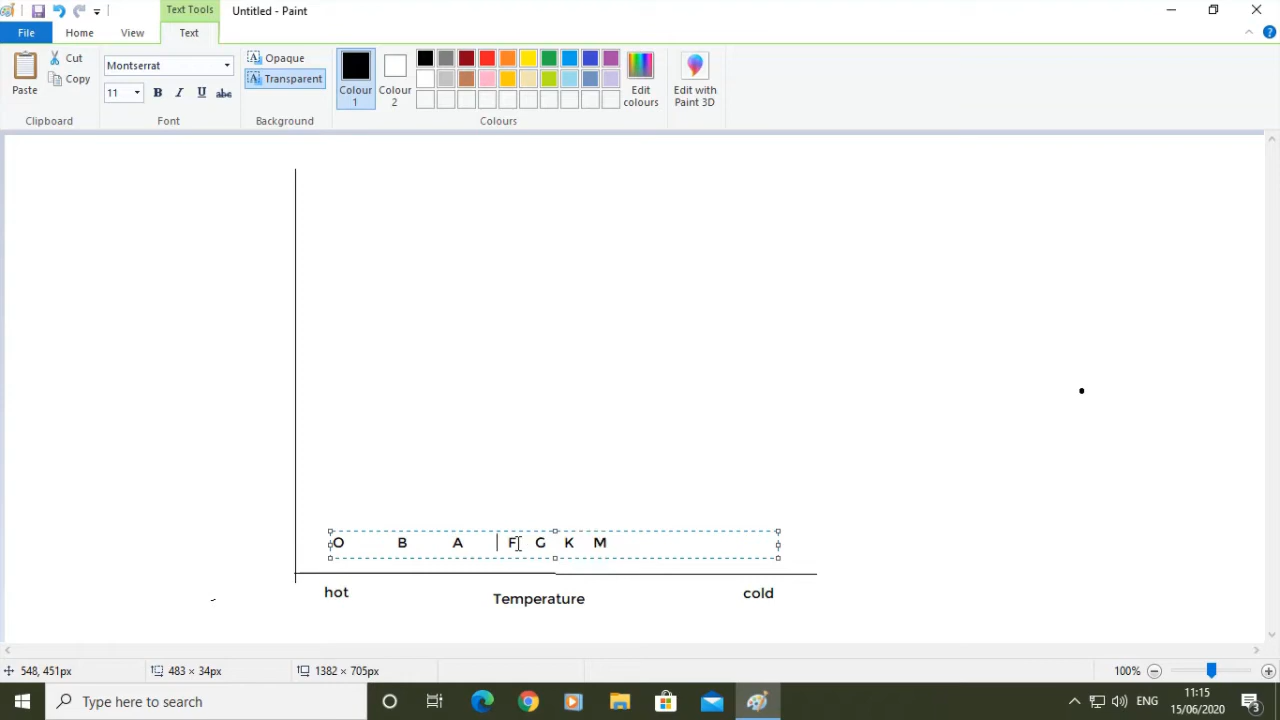 Text Tools
Untitled - Paint
File
Home
View
Text
Paste
Cut
Copy
Clipboard
Montserrat
11
B I U abc
Font
Opaque
Transparent
Background
Colour 1
Colour 2
Edit colours
Colours
Edit with Paint 3D
O B A F G K M
hot
Temperature
cold
548, 451px
483 × 34px
1382 × 705px
100%
Type here to search
ENG
11:15
15/06/2020
3